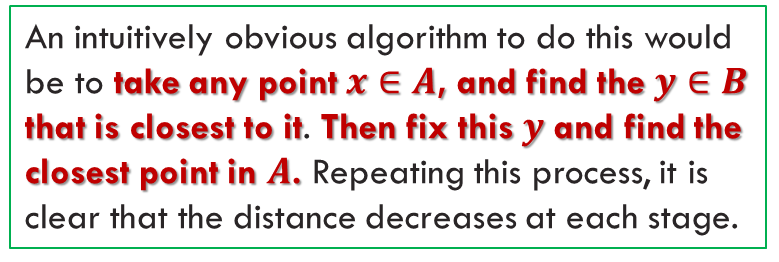 An intuitively obvious algorithm to do this would
be to take any point x ∈ A, and find the y ∈ B
that is closest to it. Then fix this y and find the
closest point in A. Repeating this process, it is
clear that the distance decreases at each stage.